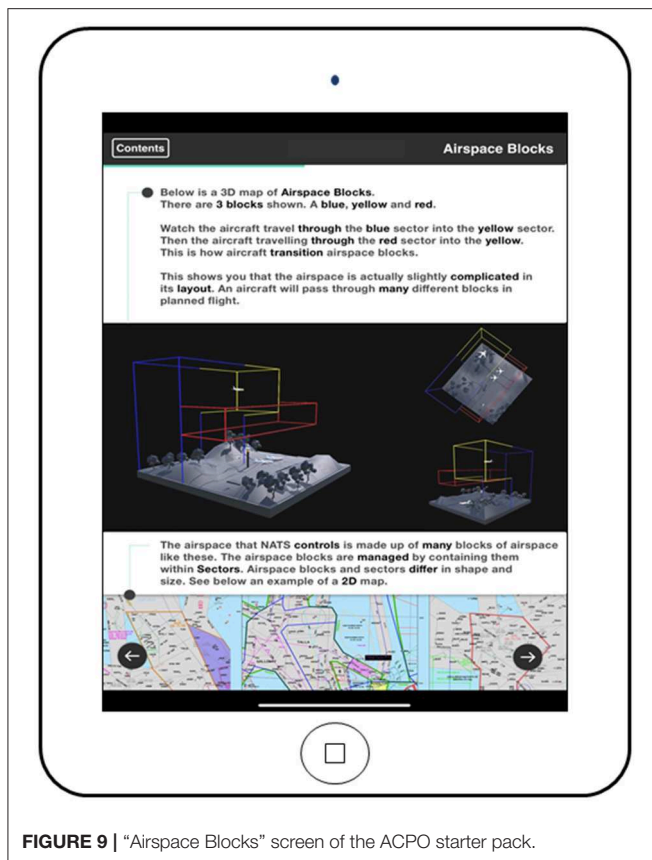 Contents
Airspace Blocks
Below is a 3D map of Airspace Blocks.
There are 3 blocks shown. A blue, yellow and red.
Watch the aircraft travel through the blue sector into the yellow sector.
Then the aircraft travelling through the red sector into the yellow.
This is how aircraft transition airspace blocks.
This shows you that the airspace is actually slightly complicated in
its layout. An aircraft will pass through many different blocks in
planned flight.
The airspace that NATS controls is made up of many blocks of airspace
like these. The airspace blocks are managed by containing them
within Sectors. Airspace blocks and sectors differ in shape and
size. See below an example of a 2D map.
FIGURE 9 | "Airspace Blocks" screen of the ACPO starter pack.